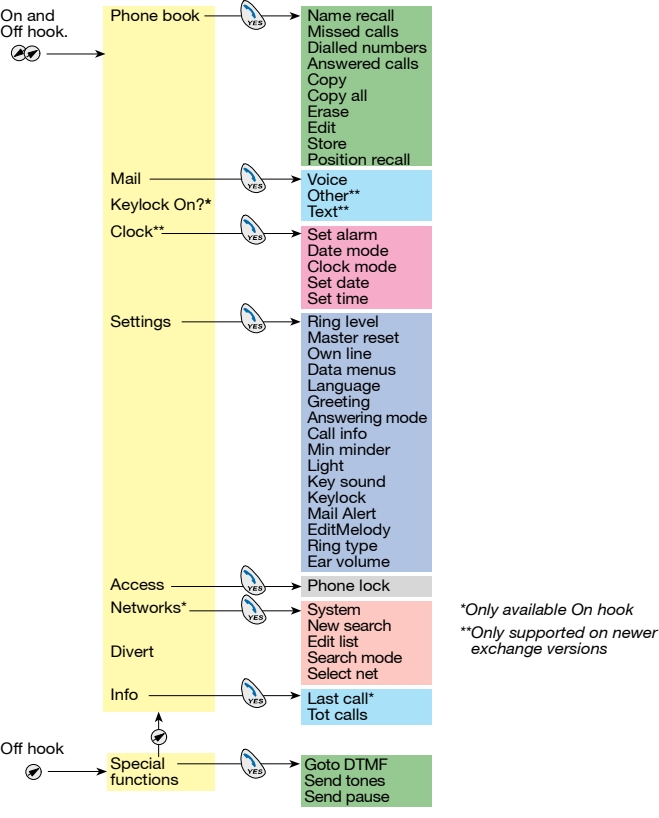 On and
Off hook.
Phone book
YES
Name recall
Missed calls
Dialled numbers
Answered calls
Copy
Copy all
Erase
Edit
Store
Position recall
Mail
YES
Voice
Other**
Text**
Keylock On?*
Clock**
YES
Set alarm
Date mode
Clock mode
Set date
Set time
Settings
YES
Ring level
Master reset
Own line
Data menus
Language
Greeting
Answering mode
Call info
Min minder
Light
Key sound
Keylock
Mail Alert
EditMelody
Ring type
Ear volume
Access
YES
Phone lock
Networks*
YES
System
New search
Edit list
Search mode
Select net
*Only available On hook
**Only supported on newer
exchange versions
Divert
Info
YES
Last call*
Tot calls
Off hook
Special
functions
YES
Goto DTMF
Send tones
Send pause